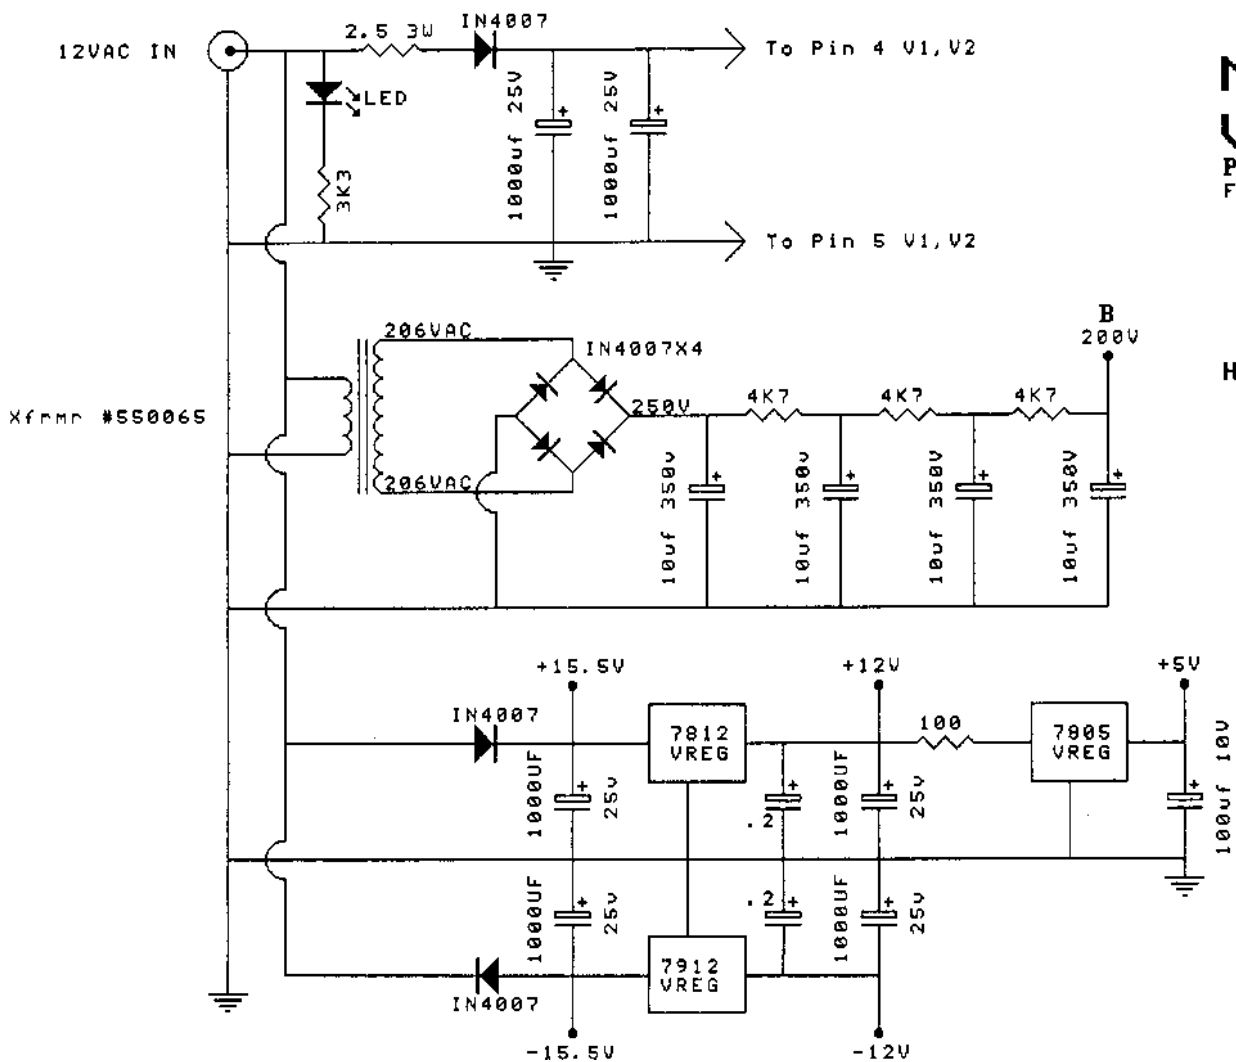 12VAC IN
2.5 3W
IN4007
To Pin 4 V1,V2
LED
3K3
1000uf 25V
1000uf 25V
To Pin 5 V1,V2
P
F
H
Xfrmr #550065
206VAC
206VAC
IN4007X4
250V
4K7
4K7
4K7
B
200V
10uf 350v
10uf 350v
10uf 350V
10uf 350V
+15.5V
+12V
+5V
IN4007
7812
VREG
100
7805
VREG
1000UF
25v
.2
1000UF
25v
100uf 10V
1000UF
25v
.2
1000UF
25v
IN4007
7912
VREG
-15.5V
-12V